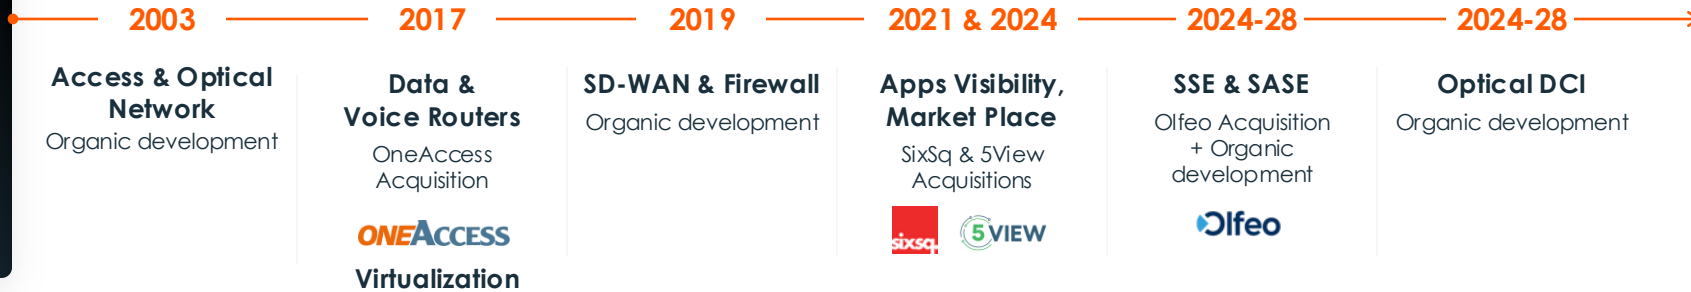 2003
Access & Optical
Network
Organic development
2017
Data &
Voice Routers
OneAccess
Acquisition
ONEACCESS
Virtualization
2019
SD-WAN & Firewall
Organic development
2021 & 2024
Apps Visibility,
Market Place
SixSq & 5View
Acquisitions
sixsq
5VIEW
2024-28
SSE & SASE
Olfeo Acquisition
+ Organic
development
Olfeo
2024-28
Optical DCI
Organic development